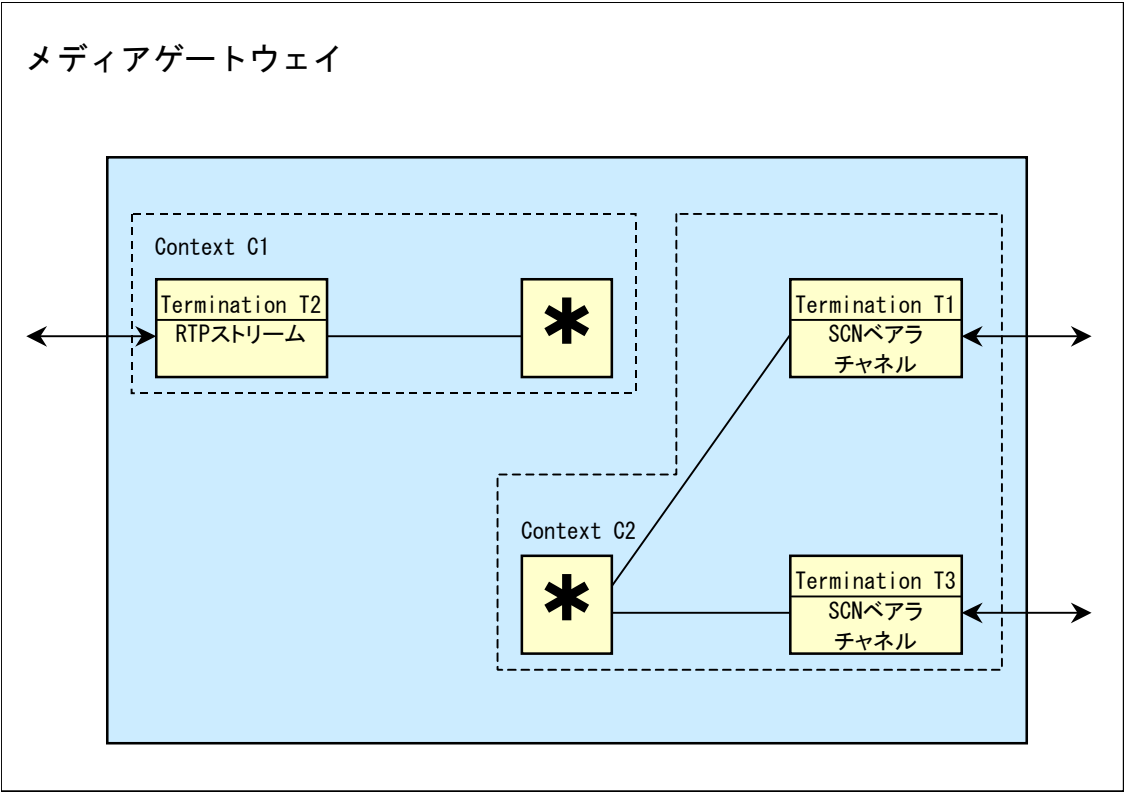 メディアゲートウェイ
Context C1
Termination T2
RTPストリーム
*
Termination T1
SCNベアラ
チャネル
Context C2
*
Termination T3
SCNベアラ
チャネル